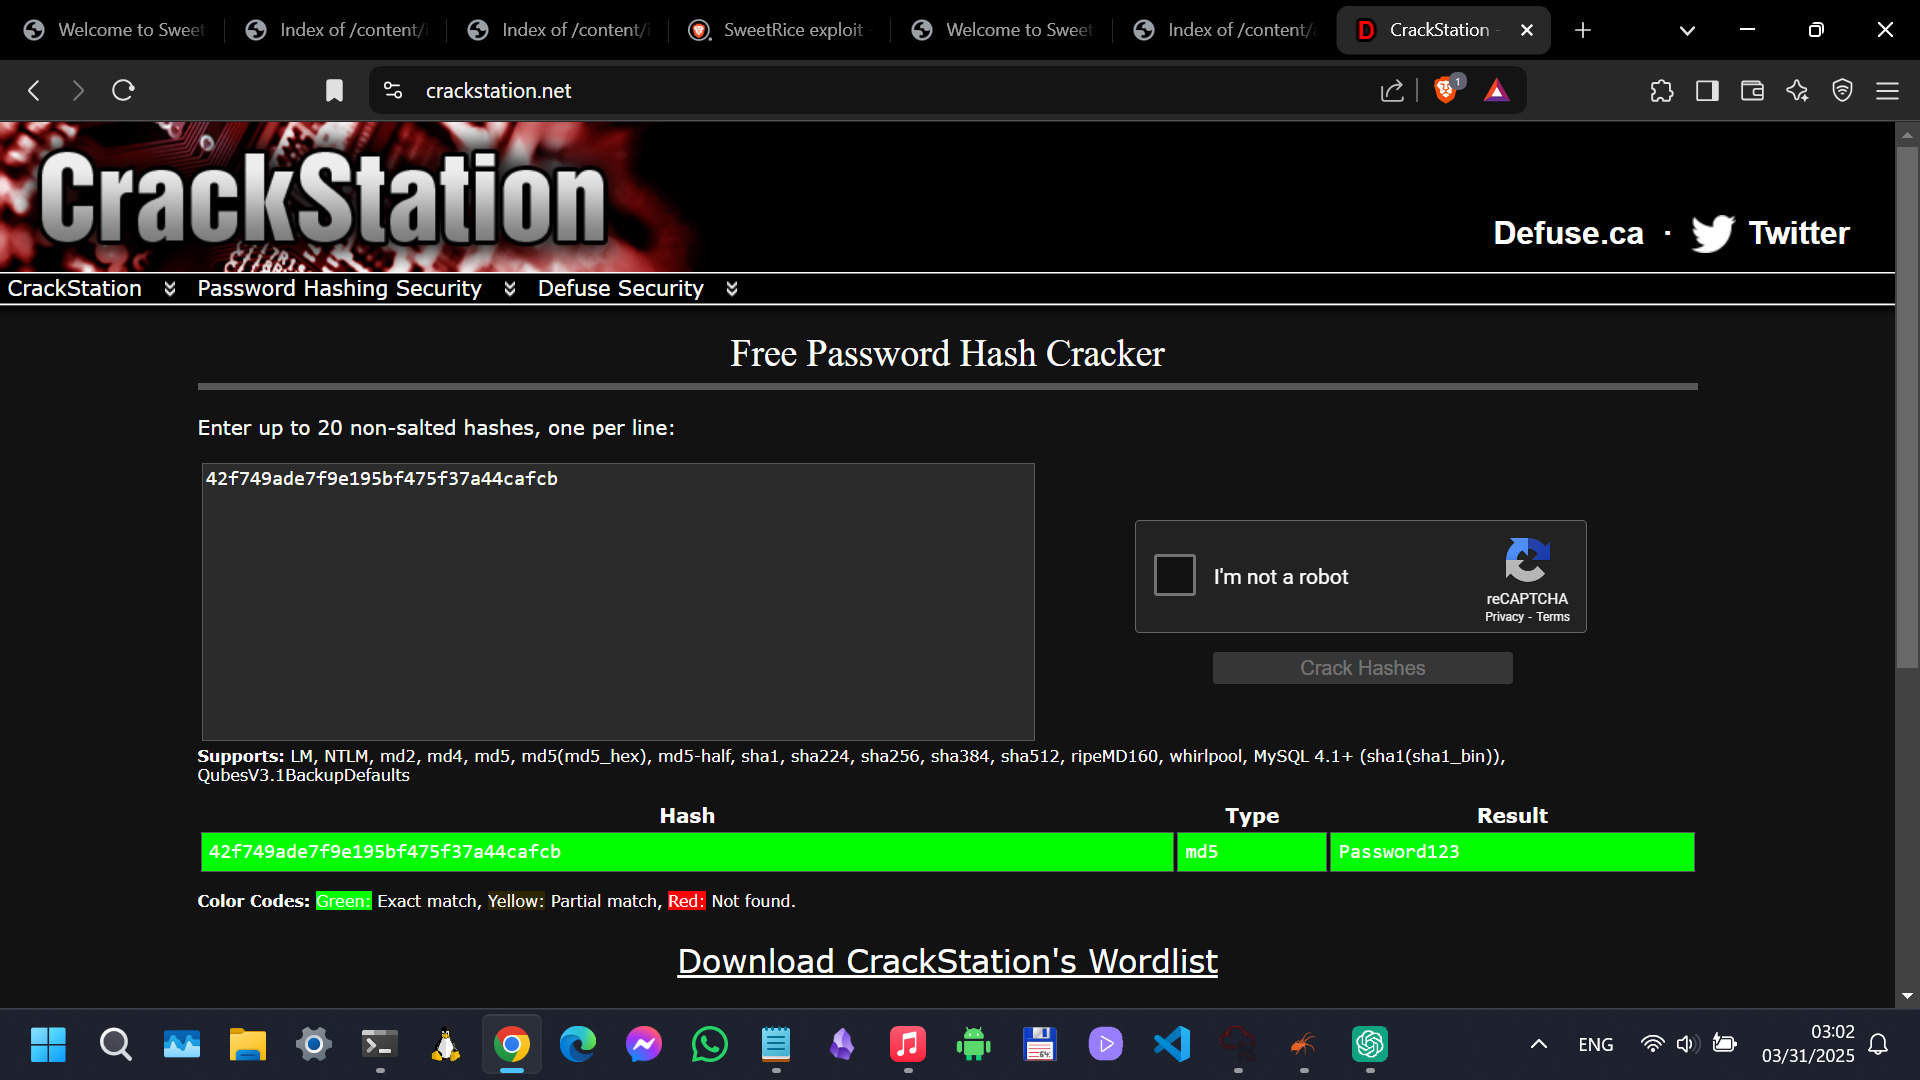 Welcome to Sweet
Index of /content/i
Index of /content/i
SweetRice exploit -
Welcome to Sweet
Index of /content/a
CrackStation -
crackstation.net
1
CrackStation
Defuse.ca · Twitter
CrackStation
Password Hashing Security
Defuse Security
Free Password Hash Cracker
Enter up to 20 non-salted hashes, one per line:
42f749ade7f9e195bf475f37a44cafcb
I'm not a robot
reCAPTCHA
Privacy - Terms
Crack Hashes
Supports: LM, NTLM, md2, md4, md5, md5(md5_hex), md5-half, sha1, sha224, sha256, sha384, sha512, ripeMD160, whirlpool, MySQL 4.1+ (sha1(sha1_bin)),
QubesV3.1BackupDefaults
Hash Type Result
42f749ade7f9e195bf475f37a44cafcb md5 Password123
Color Codes: Green: Exact match, Yellow: Partial match, Red: Not found.
Download CrackStation's Wordlist
64
ENG
03:02
03/31/2025